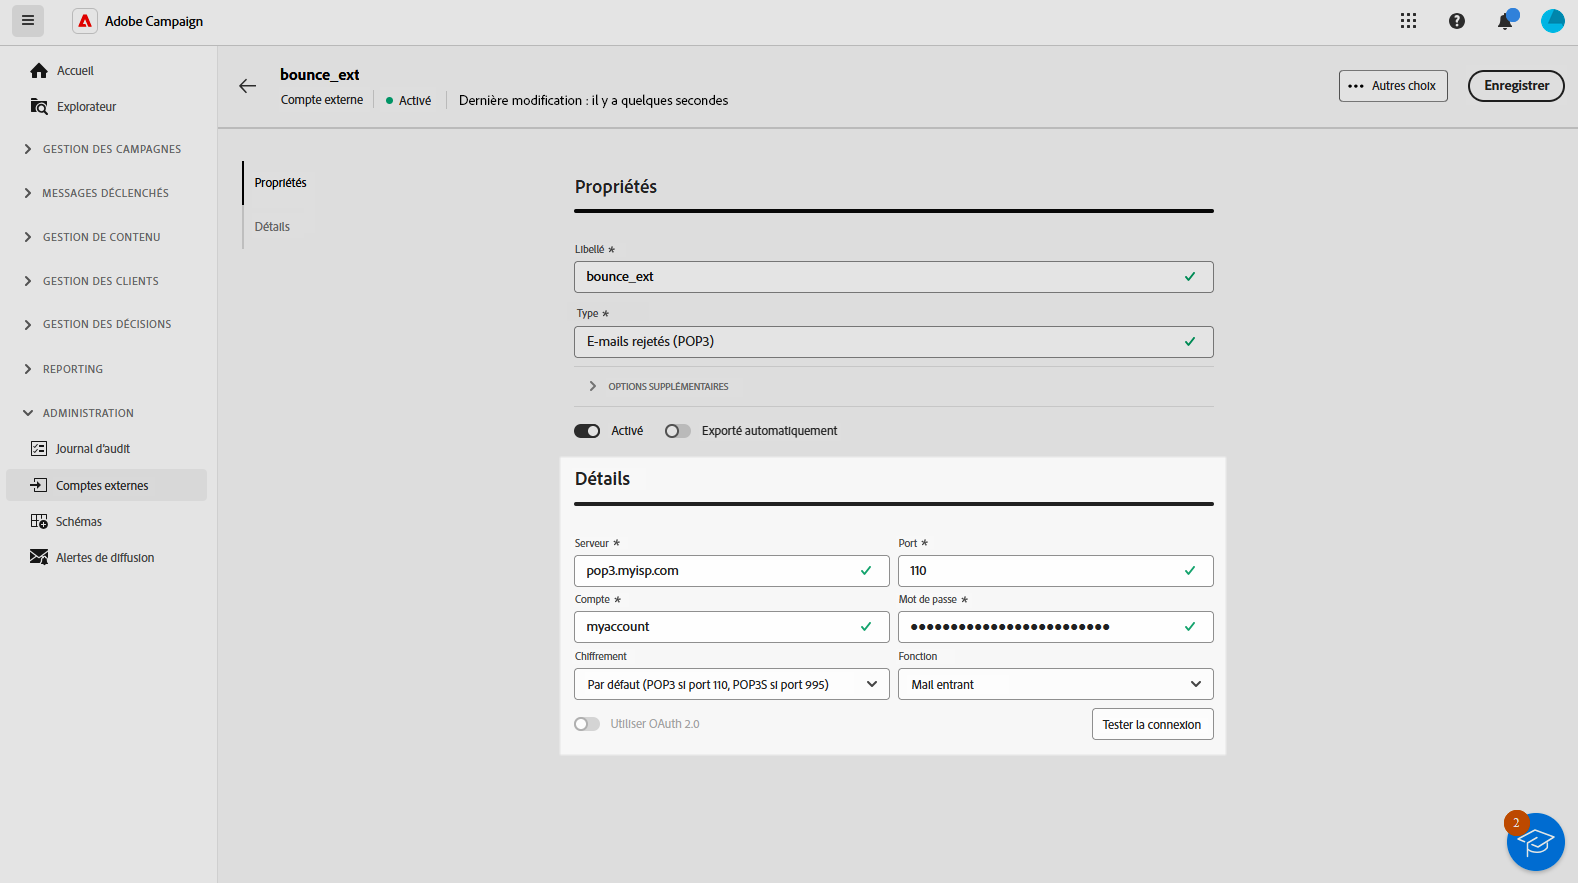 Adobe Campaign
Accueil
Explorateur
GESTION DES CAMPAGNES
MESSAGES DÉCLENCHÉS
GESTION DE CONTENU
GESTION DES CLIENTS
GESTION DES DÉCISIONS
REPORTING
ADMINISTRATION
Journal d'audit
Comptes externes
Schémas
Alertes de diffusion
bounce_ext
Compte externe
Activé
Dernière modification : il y a quelques secondes
Autres choix
Enregistrer
Propriétés
Détails
Propriétés
Libellé *
bounce_ext
Type *
E-mails rejetés (POP3)
OPTIONS SUPPLÉMENTAIRES
Activé
Exporté automatiquement
Détails
Serveur *
Port *
pop3.myisp.com
110
Compte *
Mot de passe *
myaccount
●●●●●●●●●●●●●●●●●●●●●●●●●
Chiffrement
Fonction
Par défaut (POP3 si port 110, POP3S si port 995)
Mail entrant
Utiliser OAuth 2.0
Tester la connexion
2